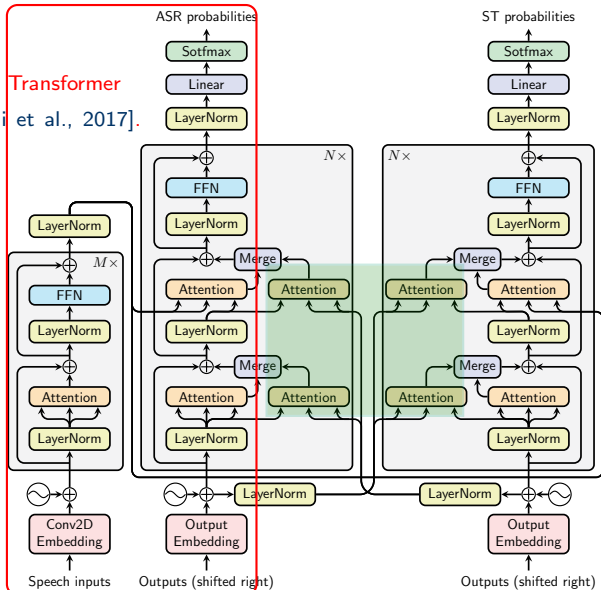 ASR probabilities
ST probabilities
Sotfmax
Sotfmax
Transformer
Linear
Linear
i et al., 2017].
LayerNorm
LayerNorm
N×
N×
FFN
FFN
LayerNorm
LayerNorm
LayerNorm
M×
Merge
Merge
FFN
Attention
Attention
Attention
Attention
LayerNorm
LayerNorm
LayerNorm
Merge
Merge
Attention
Attention
Attention
Attention
Attention
LayerNorm
LayerNorm
LayerNorm
LayerNorm
LayerNorm
Conv2D
Embedding
Output
Embedding
Output
Embedding
Speech inputs
Outputs (shifted right)
Outputs (shifted right)